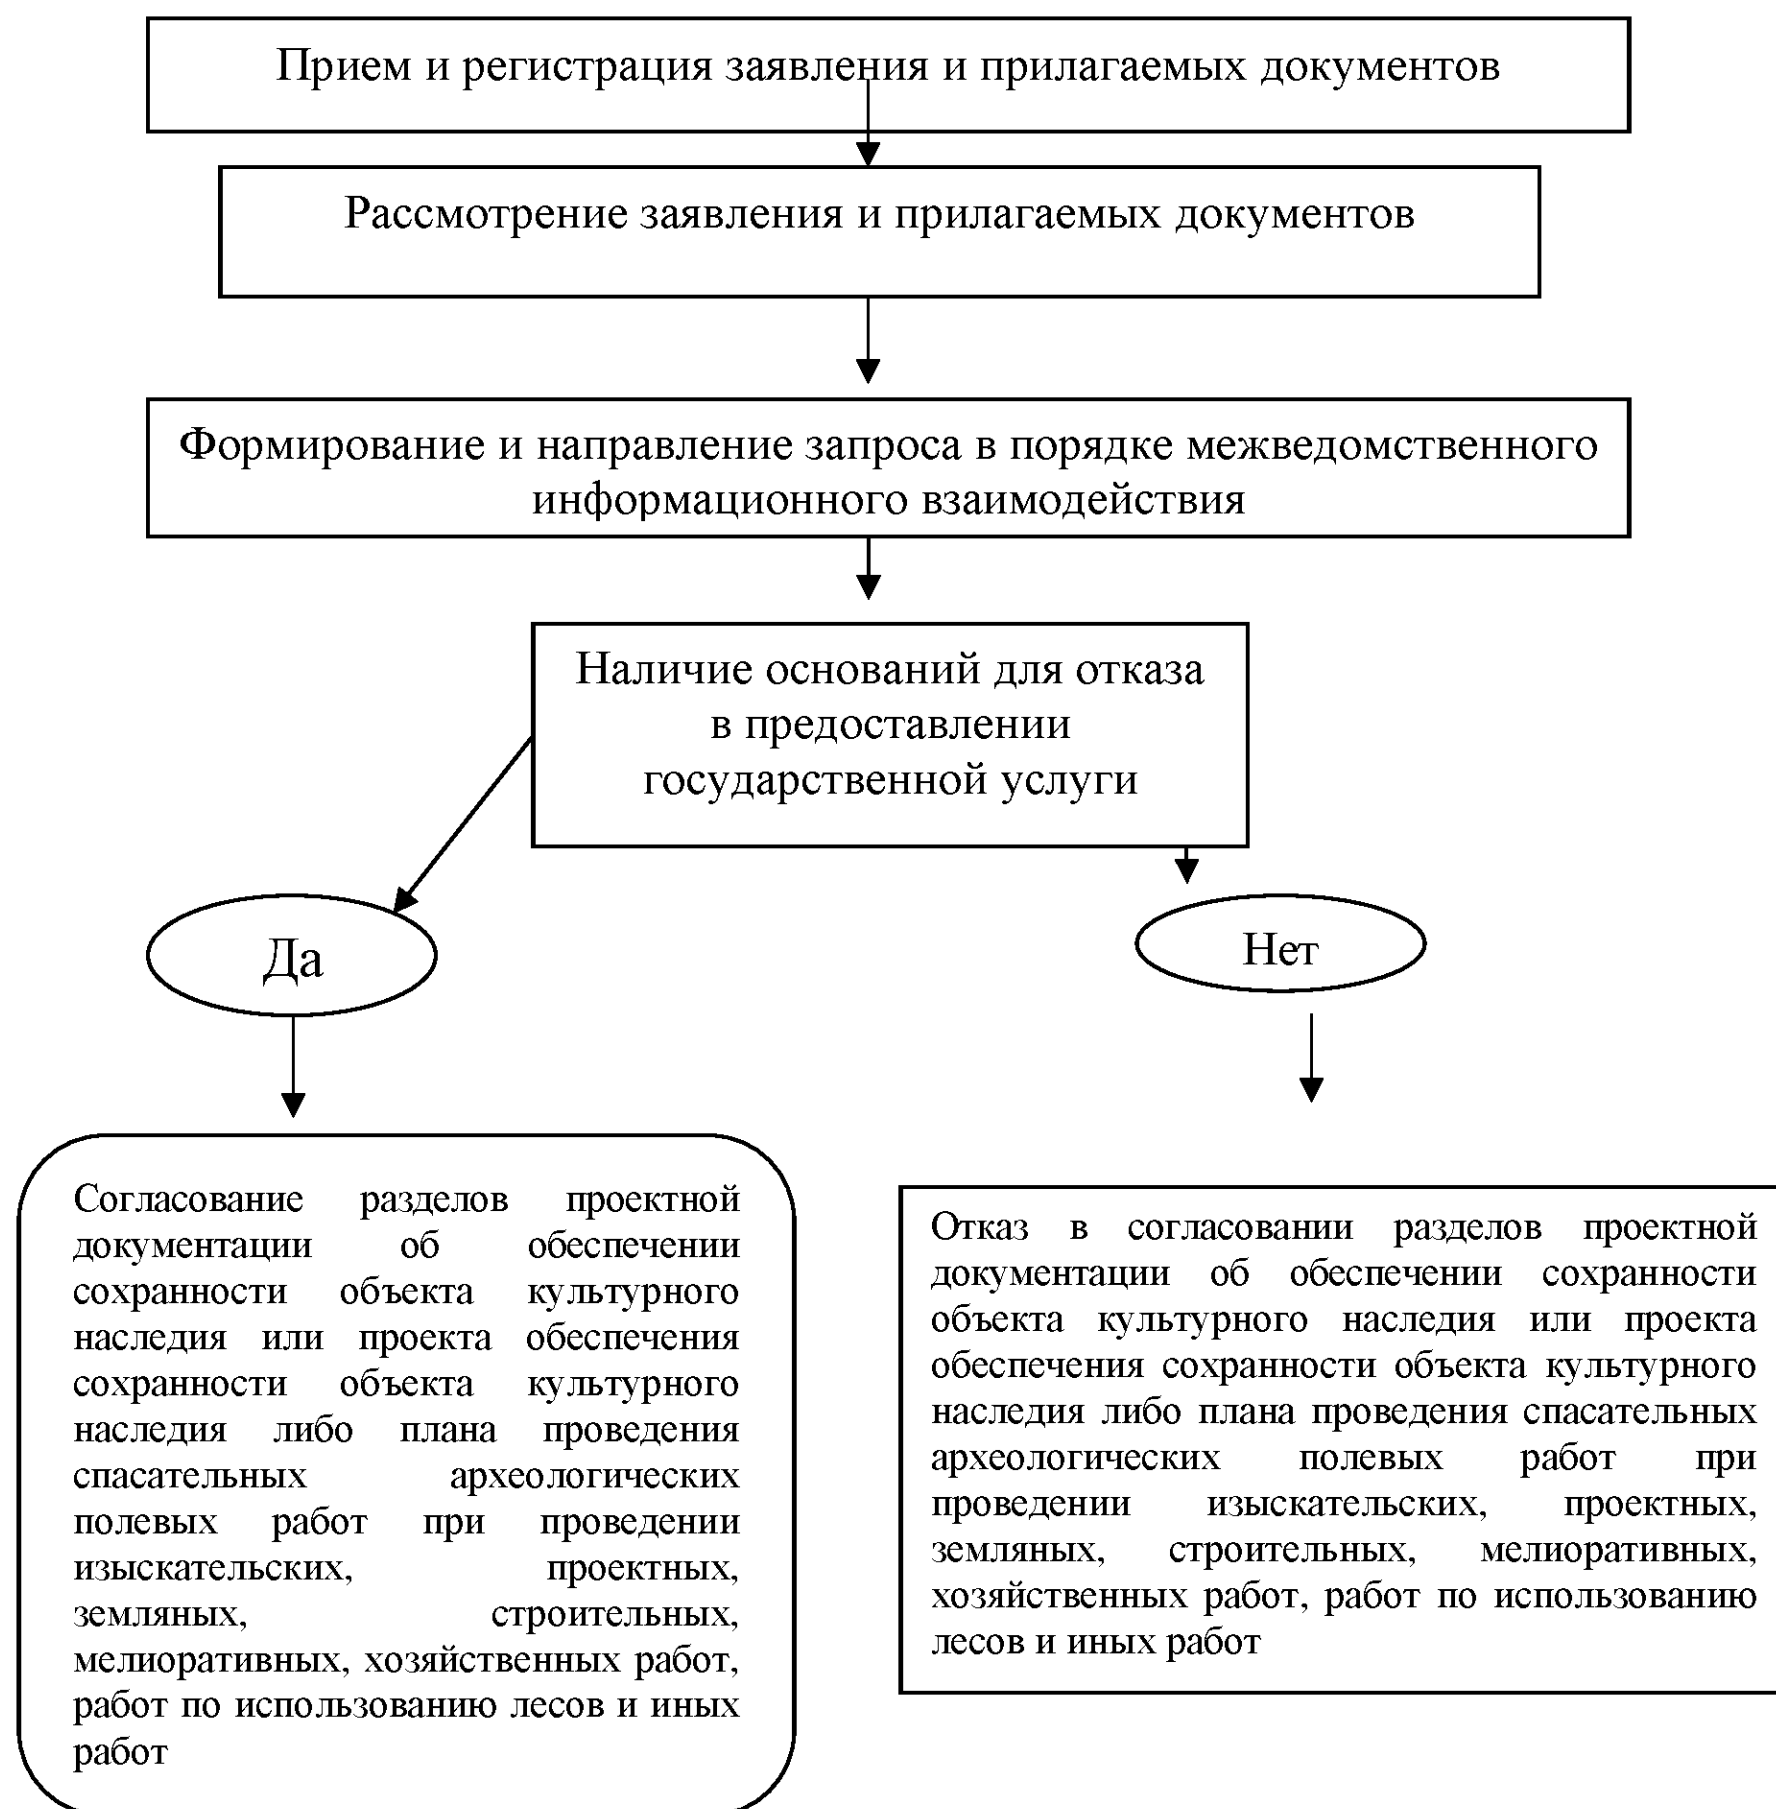 Прием и регистрация заявления и прилагаемых документов
Рассмотрение заявления и прилагаемых документов
Формирование и направление запроса в порядке межведомственного
информационного взаимодействия
Наличие оснований для отказа
в предоставлении
государственной услуги
Да
Нет
Согласование разделов проектной
документации об обеспечении
сохранности объекта культурного
наследия или проекта обеспечения
сохранности объекта культурного
наследия либо плана проведения
спасательных археологических
полевых работ при проведении
изыскательских, проектных,
земляных, строительных,
мелиоративных, хозяйственных работ,
работ по использованию лесов и иных
работ
Отказ в согласовании разделов проектной
документации об обеспечении сохранности
объекта культурного наследия или проекта
обеспечения сохранности объекта культурного
наследия либо плана проведения спасательных
археологических полевых работ при
проведении изыскательских, проектных,
земляных, строительных, мелиоративных,
хозяйственных работ, работ по использованию
лесов и иных работ